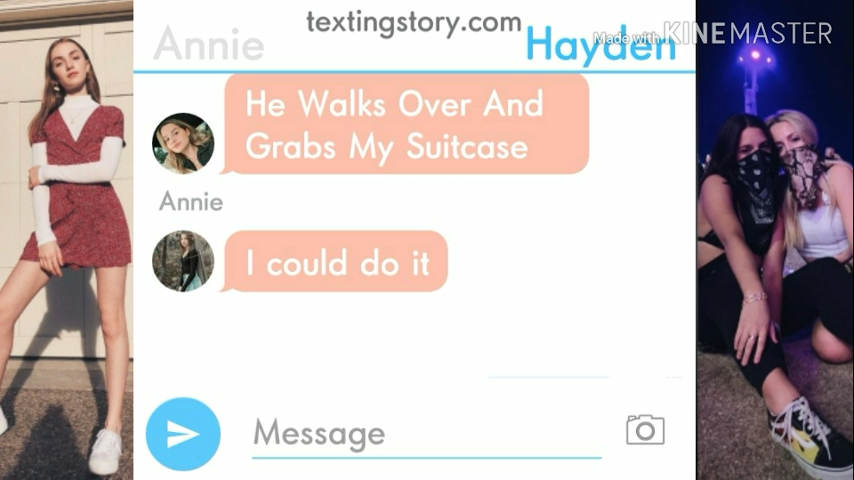 textingstory.com
Made with KINEMASTER
Annie
Hayden
He Walks Over And
Grabs My Suitcase
Annie
I could do it
Message